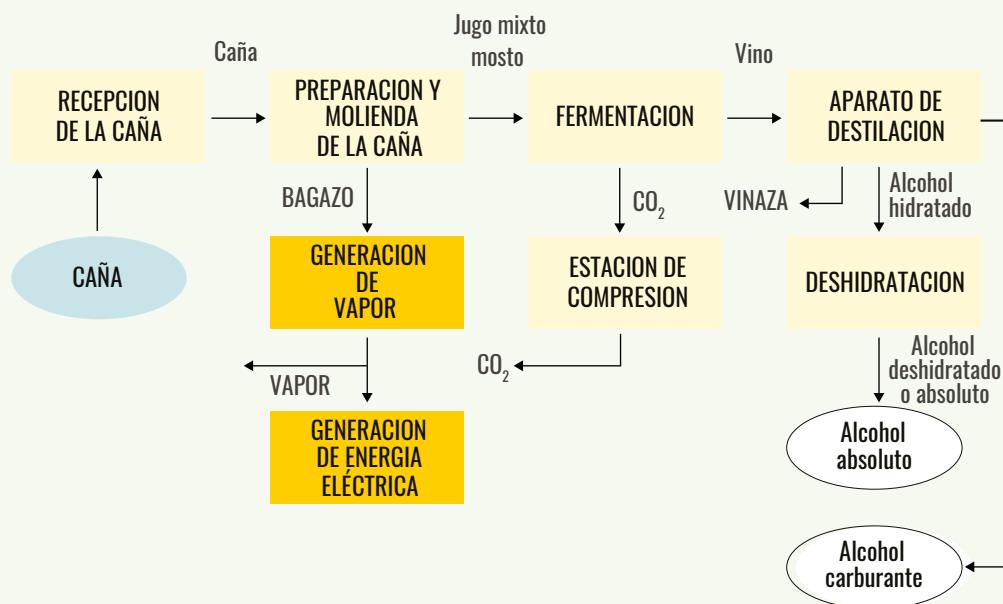 Caña
Jugo mixto
mosto
Vino
RECEPCION
DE LA CAÑA
PREPARACION Y
MOLIENDA
DE LA CAÑA
FERMENTACION
APARATO DE
DESTILACION
BAGAZO
CO₂
VINAZA
Alcohol
hidratado
CAÑA
GENERACION
DE
VAPOR
ESTACION DE
COMPRESION
DESHIDRATACION
VAPOR
CO₂
Alcohol
deshidratado
o absoluto
GENERACION
DE ENERGIA
ELÉCTRICA
Alcohol
absoluto
Alcohol
carburante